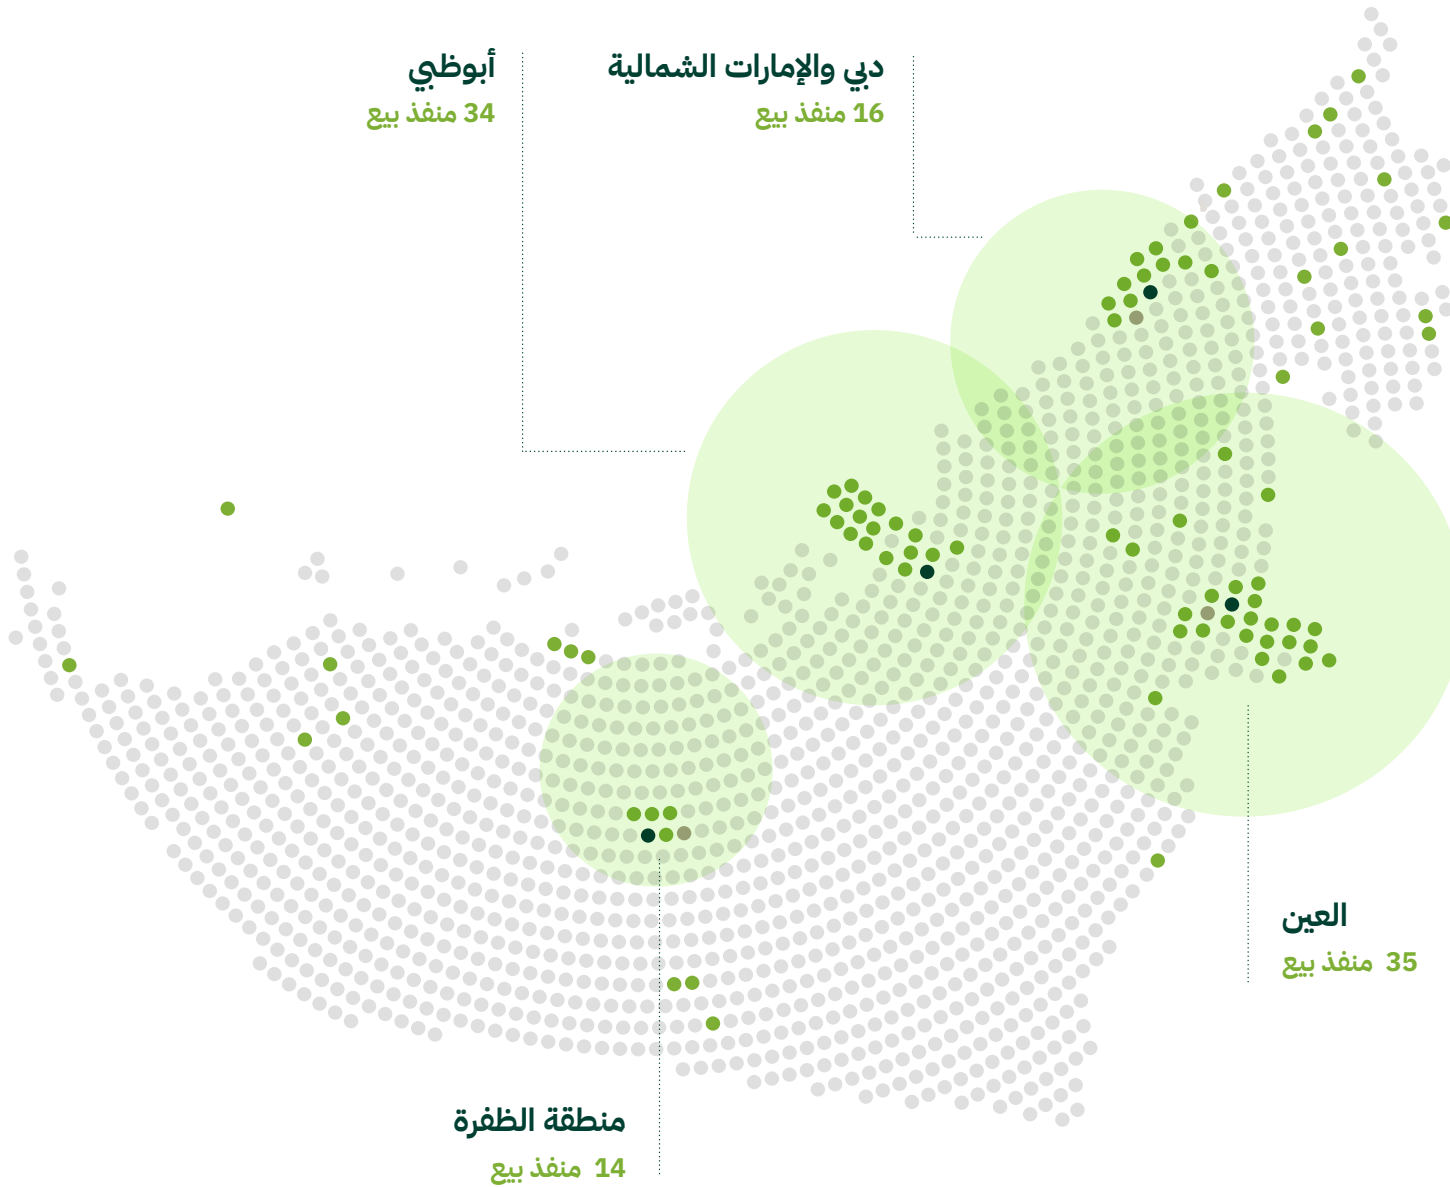 دبي والإمارات الشمالية
16 منفذ بيع
أبوظبي
34 منفذ بيع
العين
35 منفذ بيع
منطقة الظفرة
14 منفذ بيع